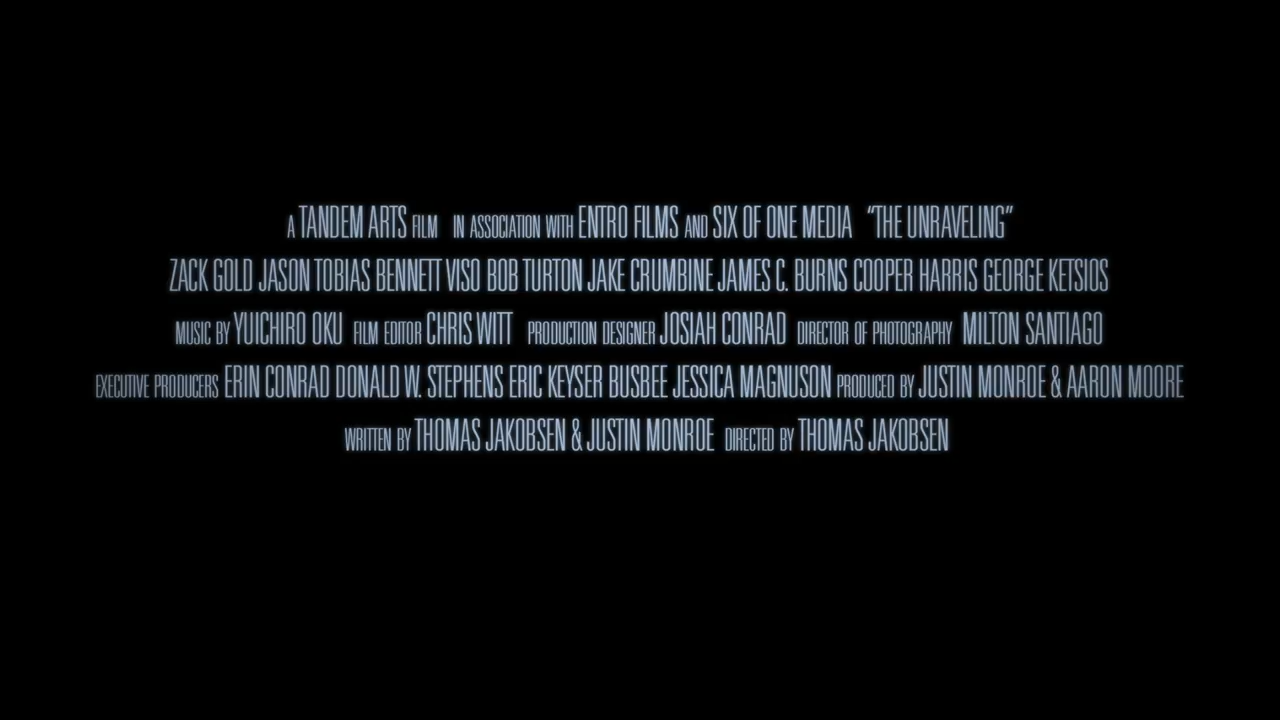 A TANDEM ARTS FILM IN ASSOCIATION WITH ENTRO FILMS AND SIX OF ONE MEDIA “THE UNRAVELING”
ZACK GOLD JASON TOBIAS BENNETT VISO BOB TURTON JAKE CRUMBINE JAMES C. BURNS COOPER HARRIS GEORGE KETSIOS
MUSIC BY YUICHIRO OKU FILM EDITOR CHRIS WITT PRODUCTION DESIGNER JOSIAH CONRAD DIRECTOR OF PHOTOGRAPHY MILTON SANTIAGO
EXECUTIVE PRODUCERS ERIN CONRAD DONALD W. STEPHENS ERIC KEYSER BUSBEE JESSICA MAGNUSON PRODUCED BY JUSTIN MONROE & AARON MOORE
WRITTEN BY THOMAS JAKOBSEN & JUSTIN MONROE DIRECTED BY THOMAS JAKOBSEN